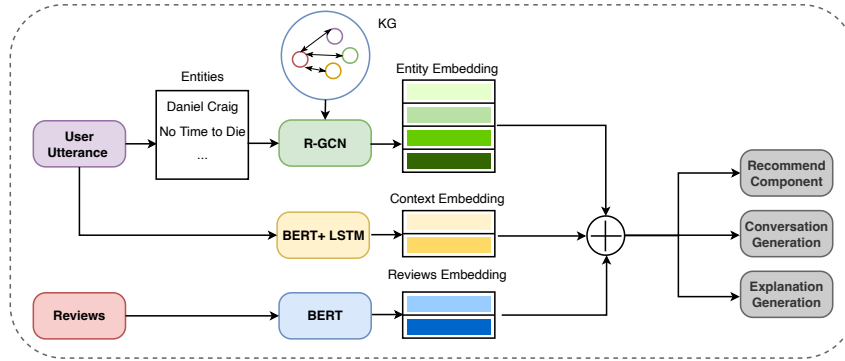 KG
Entities
Entity Embedding
Daniel Craig
No Time to Die
...
User
Utterance
R-GCN
Recommend
Component
Context Embedding
BERT+ LSTM
Conversation
Generation
Reviews Embedding
Reviews
BERT
Explanation
Generation